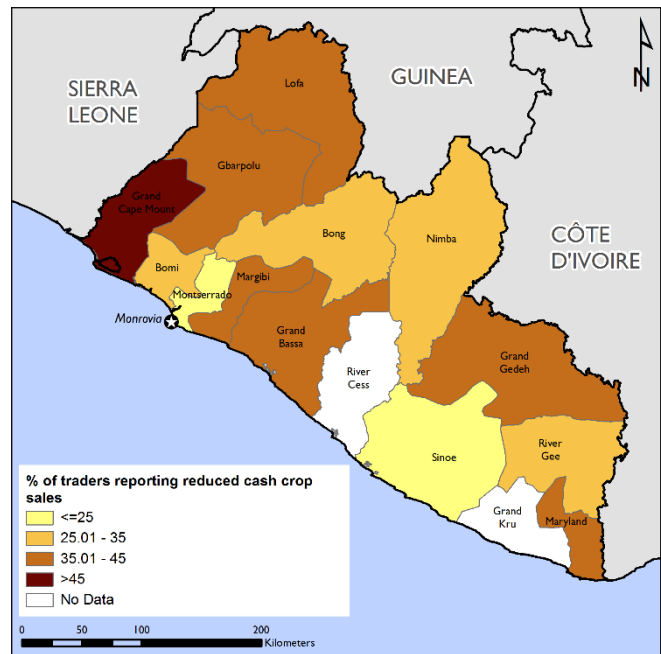 N
SIERRA
LEONE
GUINEA
Lofa
Gbarpolu
Grand
Cape Mount
Bong
Nimba
CÔTE
D'IVOIRE
Bomi
Margibi
Montserrado
Monrovia
Grand
Bassa
Grand
Gedeh
River
Cess
Sinoe
River
Gee
Grand
Kru
Maryland
% of traders reporting reduced cash crop
sales
<=25
25.01 - 35
35.01 - 45
>45
No Data
0 50 100 200
Kilometers